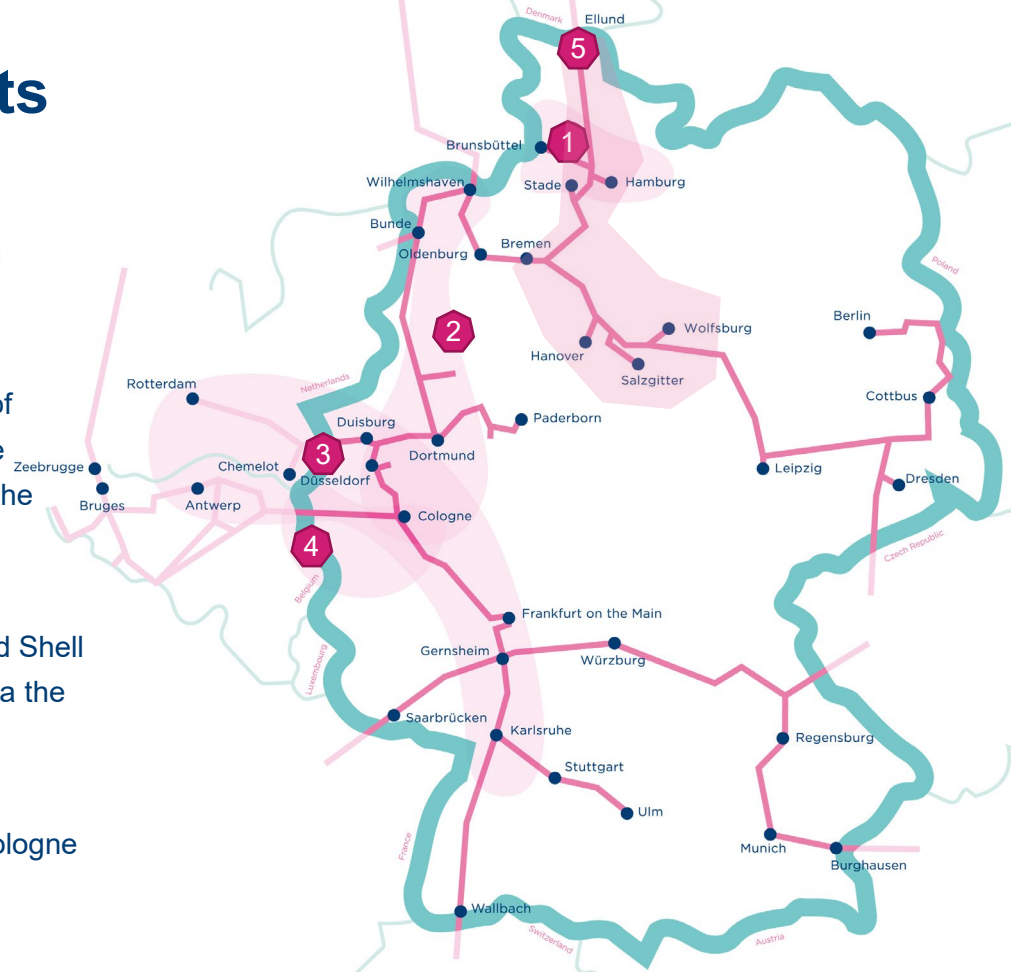 ts
of
e
he
d Shell
a the
ologne
Denmark
Ellund
5
Brunsbüttel
1
Wilhelmshaven
Stade
Hamburg
Bunde
Oldenburg
Bremen
Poland
2
Berlin
Wolfsburg
Hanover
Salzgitter
Rotterdam
Netherlands
Cottbus
Duisburg
Paderborn
3
Dortmund
Zeebrugge
Chemelot
Düsseldorf
Leipzig
Dresden
Bruges
Antwerp
Cologne
4
Czech Republic
Belgium
Frankfurt on the Main
Gernsheim
Würzburg
Luxembourg
Saarbrücken
Karlsruhe
Regensburg
Stuttgart
Ulm
France
Munich
Burghausen
Wallbach
Switzerland
Austria